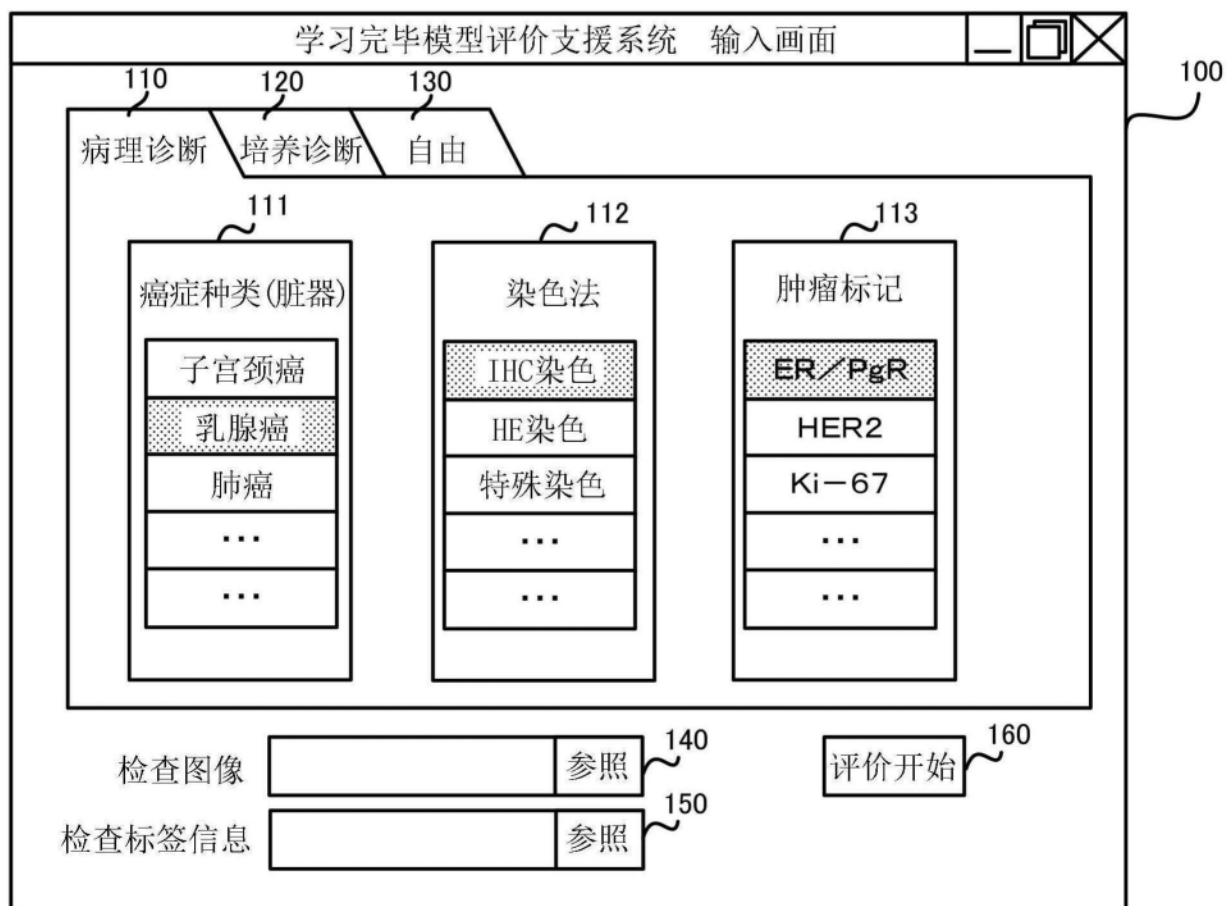 学习完毕模型评价支援系统 输入画面
100
110 120 130
病理诊断 培养诊断 自由
111 112 113
癌症种类(脏器) 染色法 肿瘤标记
子宫颈癌 IHC染色 ER/PgR
乳腺癌 HE染色 HER2
肺癌 特殊染色 Ki-67
... ... ...
... ... ...
检查图像 参照 140 评价开始 160
检查标签信息 参照 150